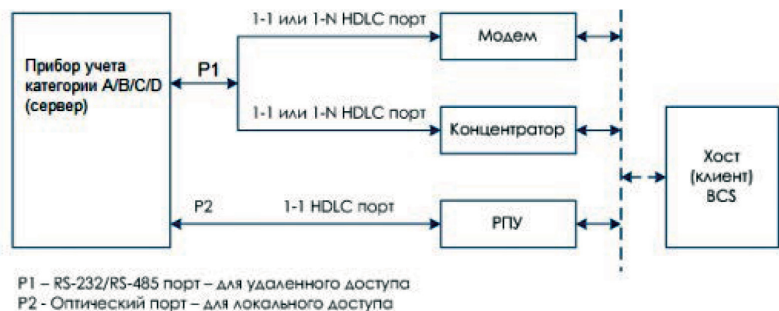 1-1 или 1-N HDLC порт
Модем
Прибор учета
категории A/B/C/D
(сервер)
P1
1-1 или 1-N HDLC порт
Концентратор
Хост
(клиент)
BCS
P2
1-1 HDLC порт
РПУ
P1 – RS-232/RS-485 порт – для удаленного доступа
P2 - Оптический порт – для локального доступа